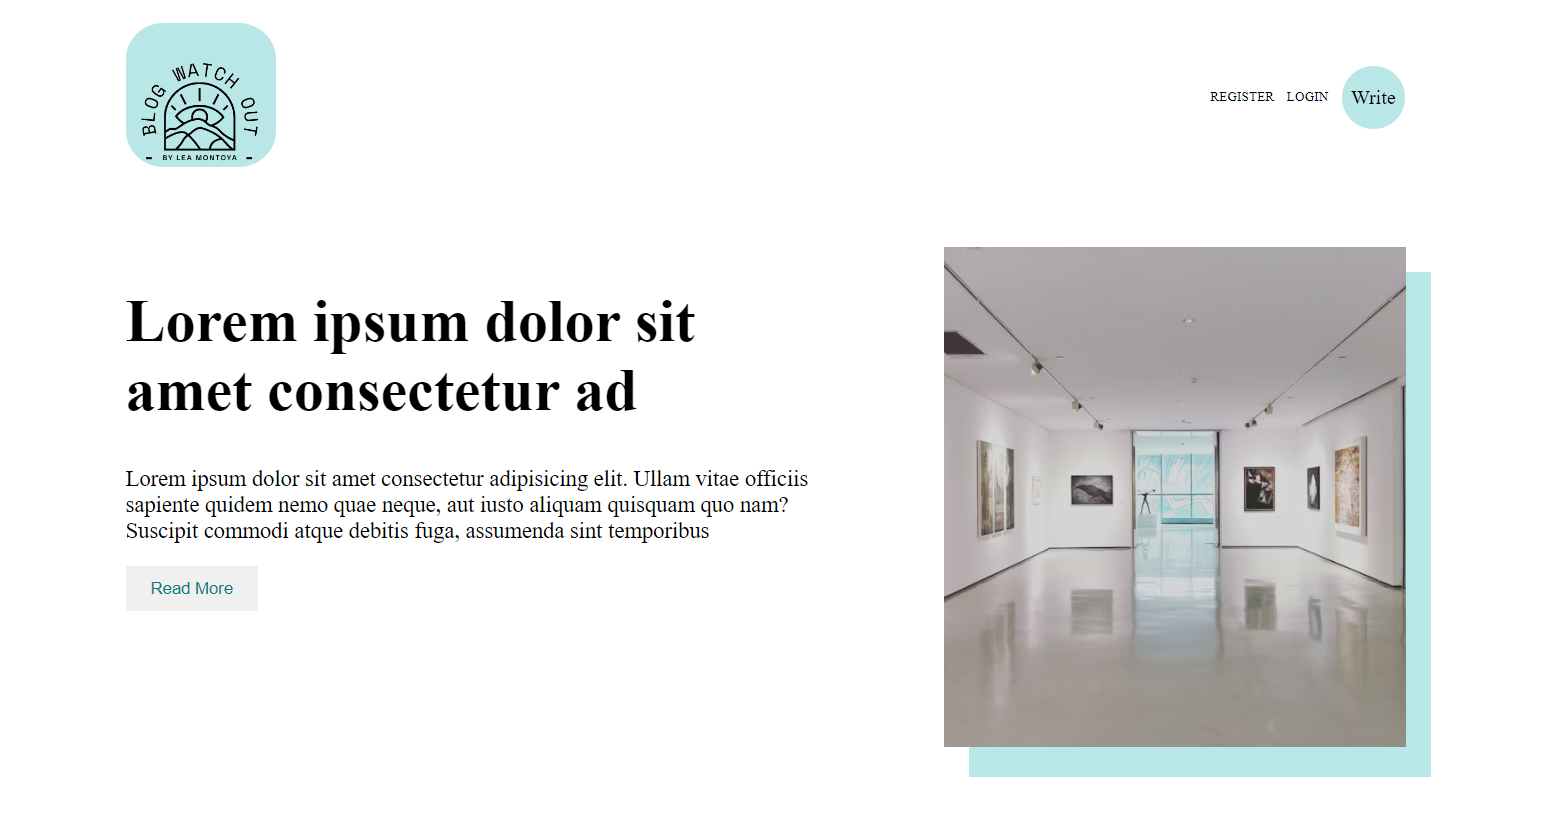 BLOG WATCH OUT
BY LEA MONTOYA
REGISTER LOGIN Write
Lorem ipsum dolor sit
amet consectetur ad
Lorem ipsum dolor sit amet consectetur adipisicing elit. Ullam vitae officiis
sapiente quidem nemo quae neque, aut iusto aliquam quisquam quo nam?
Suscipit commodi atque debitis fuga, assumenda sint temporibus
Read More